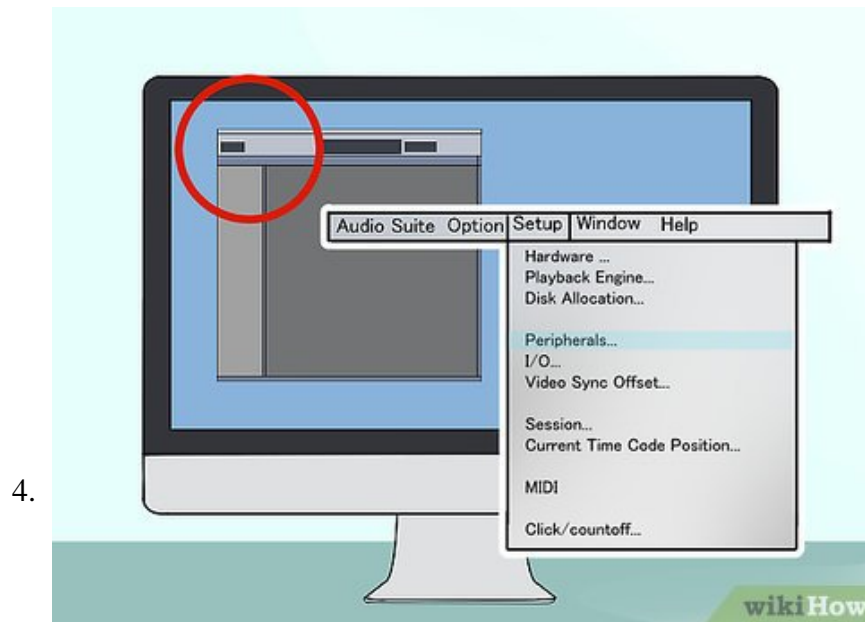 Audio Suite Option Setup Window Help
Hardware ...
Playback Engine...
Disk Allocation...
Peripherals...
I/O...
Video Sync Offset...
Session...
Current Time Code Position...
MIDI
Click/countoff...
4.
wikiHow